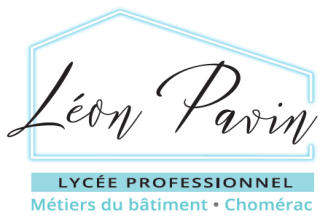 Léon Pavin
LYCÉE PROFESSIONNEL
Métiers du bâtiment • Chomérac